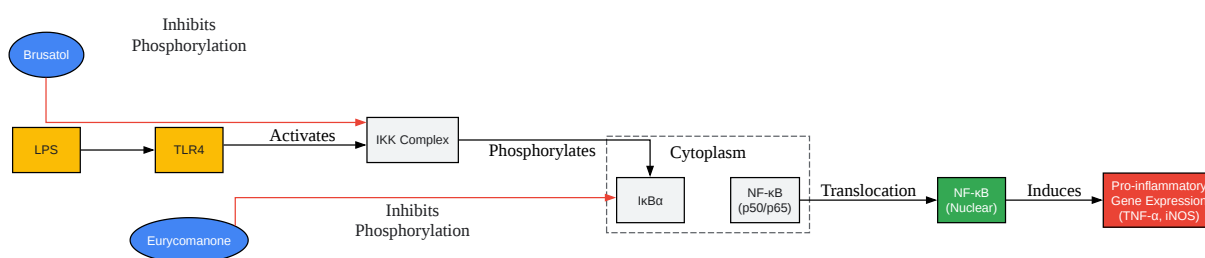 Inhibits
Phosphorylation
Brusatol
LPS
TLR4
Activates
IKK Complex
Phosphorylates
Cytoplasm
IκBα
NF-κB
(p50/p65)
Translocation
NF-κB
(Nuclear)
Induces
Pro-inflammatory
Gene Expression
(TNF-α, iNOS)
Inhibits
Phosphorylation
Eurycomanone